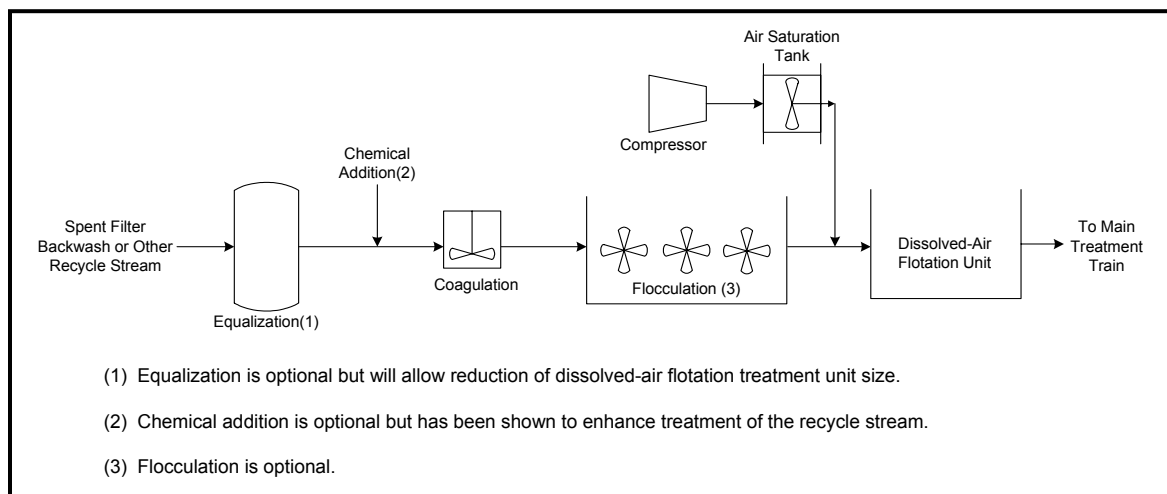 Air Saturation
Tank
Compressor
Chemical
Addition(2)
Spent Filter
Backwash or Other
Recycle Stream
Equalization(1)
Coagulation
Flocculation (3)
Dissolved-Air
Flotation Unit
To Main
Treatment
Train
(1) Equalization is optional but will allow reduction of dissolved-air flotation treatment unit size.
(2) Chemical addition is optional but has been shown to enhance treatment of the recycle stream.
(3) Flocculation is optional.